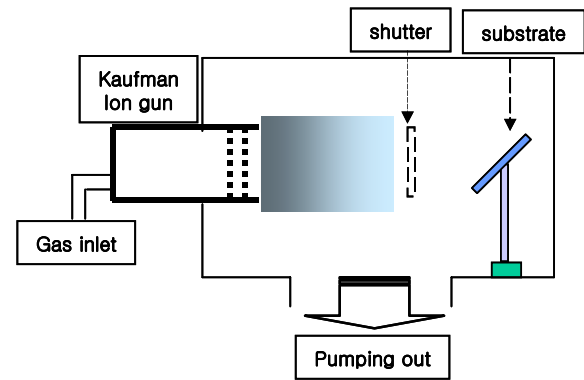 shutter
substrate
Kaufman
Ion gun
Gas inlet
Pumping out